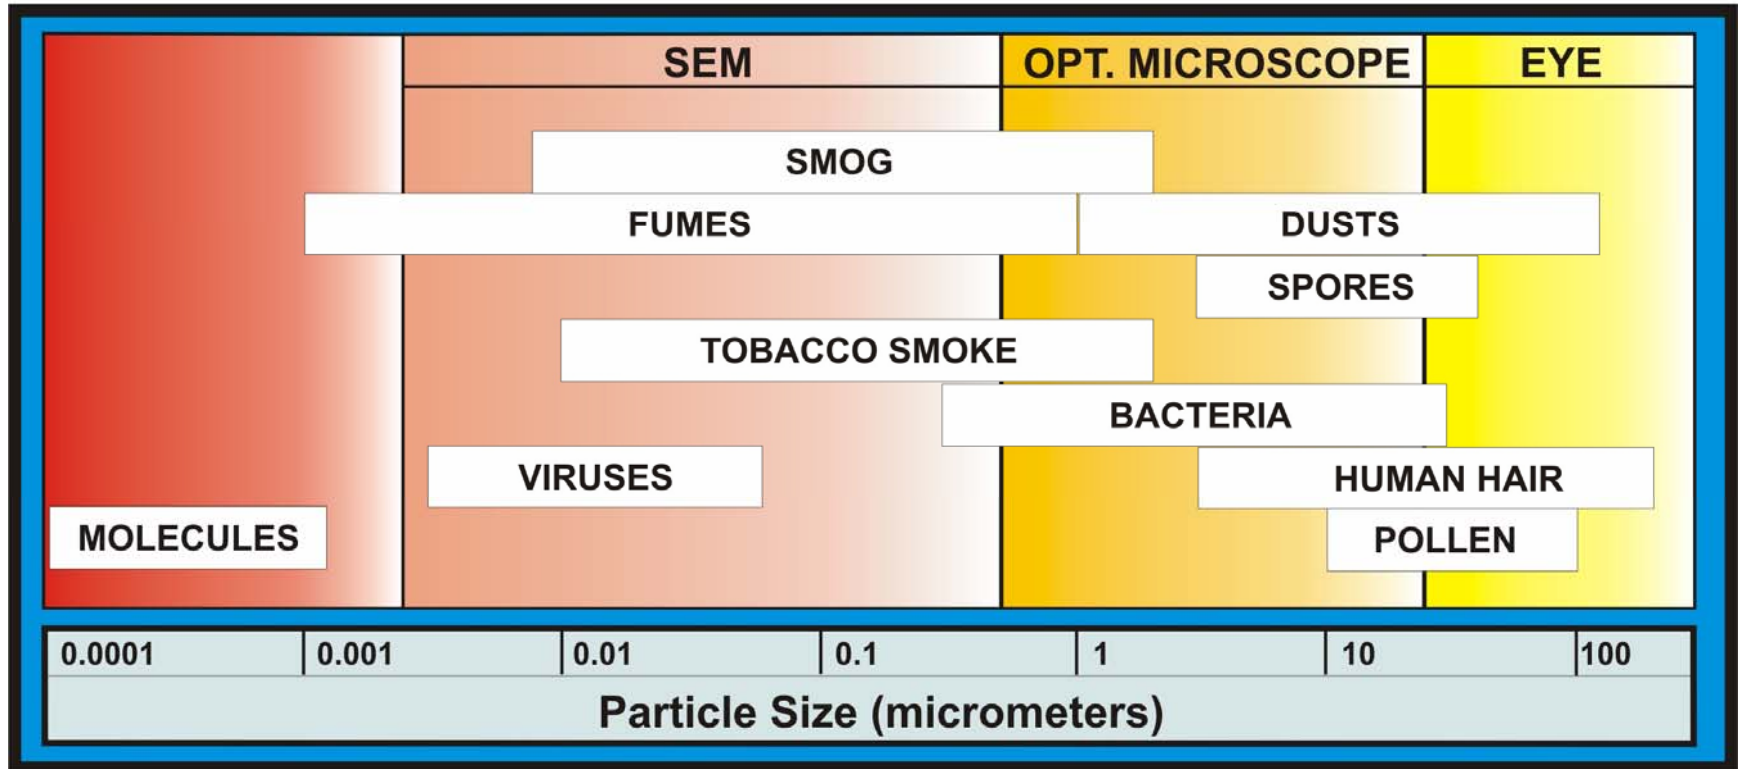 SEM
OPT. MICROSCOPE
EYE
SMOG
FUMES
DUSTS
SPORES
TOBACCO SMOKE
BACTERIA
VIRUSES
HUMAN HAIR
MOLECULES
POLLEN
0.0001
0.001
0.01
0.1
1
10
100
Particle Size (micrometers)